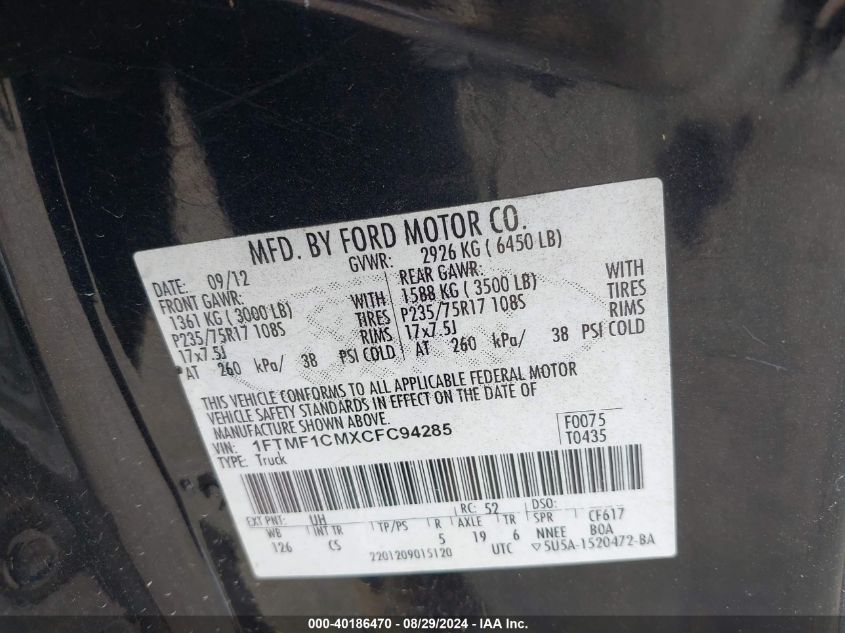 MFD. BY FORD MOTOR CO.
DATE: 09/12 GVWR: 2926 KG ( 6450 LB)
FRONT GAWR: REAR GAWR:
1361 KG ( 3000 LB) WITH 1588 KG ( 3500 LB) WITH
P235/75R17 108S TIRES P235/75R17 108S TIRES
17x7.5J RIMS 17x7.5J RIMS
AT 260 kPa/ 38 PSI COLD AT 260 kPa/ 38 PSI COLD
THIS VEHICLE CONFORMS TO ALL APPLICABLE FEDERAL MOTOR
VEHICLE SAFETY STANDARDS IN EFFECT ON THE DATE OF
MANUFACTURE SHOWN ABOVE.
VIN: 1FTMF1CMXCFC94285 F0075
TYPE: Truck T0435
EXT PNT: UH RC: 52 DSO:
WB INT TR TP/PS R AXLE TR SPR CF617
126 CS 5 19 6 NNEE BOA
2201209015120 UTC ▽5U5A-1520472-BA
000-40186470 - 08/29/2024 - IAA Inc.